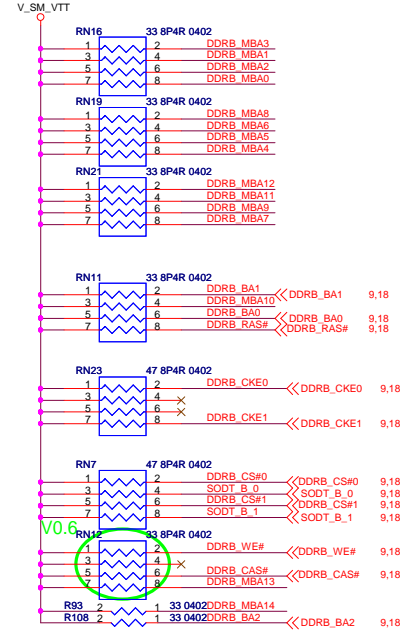 V_SM_VTT
RN16 33 8P4R 0402
1 2 DDRB_MBA3
3 4 DDRB_MBA1
5 6 DDRB_MBA2
7 8 DDRB_MBA0
RN19 33 8P4R 0402
1 2 DDRB_MBA8
3 4 DDRB_MBA6
5 6 DDRB_MBA5
7 8 DDRB_MBA4
RN21 33 8P4R 0402
1 2 DDRB_MBA12
3 4 DDRB_MBA11
5 6 DDRB_MBA9
7 8 DDRB_MBA7
RN11 33 8P4R 0402
1 2 DDRB_BA1 DDRB_BA1 9,18
3 4 DDRB_MBA10
5 6 DDRB_BA0 DDRB_BA0 9,18
7 8 DDRB_RAS# DDRB_RAS# 9,18
RN23 47 8P4R 0402
1 2 DDRB_CKE0 DDRB_CKE0 9,18
3 4
5 6
7 8 DDRB_CKE1 DDRB_CKE1 9,18
RN7 47 8P4R 0402
1 2 DDRB_CS#0 DDRB_CS#0 9,18
3 4 SODT_B_0 SODT_B_0 9,18
5 6 DDRB_CS#1 DDRB_CS#1 9,18
7 8 SODT_B_1 SODT_B_1 9,18
V0.6
RN12 33 8P4R 0402
1 2 DDRB_WE# DDRB_WE# 9,18
3 4
5 6 DDRB_CAS# DDRB_CAS# 9,18
7 8 DDRB_MBA13
R93 2 1 33 0402 DDRB_MBA14
R108 2 1 33 0402 DDRB_BA2 DDRB_BA2 9,18